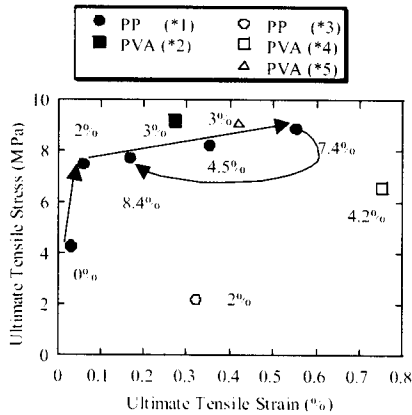 PP (*1) PP (*3)
PVA (*2) PVA (*4)
PVA (*5)
Ultimate Tensile Stress (MPa)
10
8
6
4
2
0
2%
3%
3%
4.5%
7.4%
8.4%
4.2%
0%
2%
0 0.1 0.2 0.3 0.4 0.5 0.6 0.7 0.8
Ultimate Tensile Strain (%)